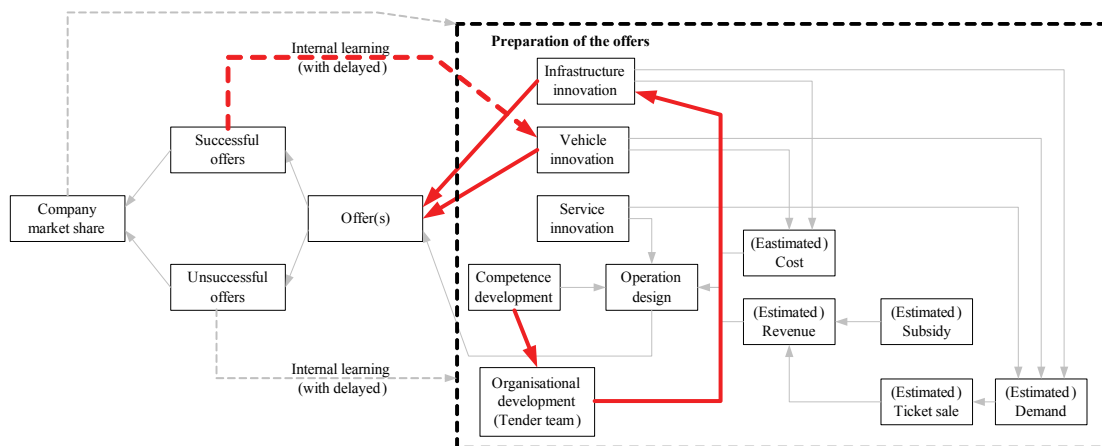 Preparation of the offers
Internal learning
(with delayed)
Infrastructure
innovation
Successful
offers
Vehicle
innovation
Company
market share
Offer(s)
Service
innovation
(Eastimated)
Cost
Unsuccessful
offers
Competence
development
Operation
design
(Estimated)
Revenue
(Estimated)
Subsidy
Internal learning
(with delayed)
Organisational
development
(Tender team)
(Estimated)
Ticket sale
(Estimated)
Demand